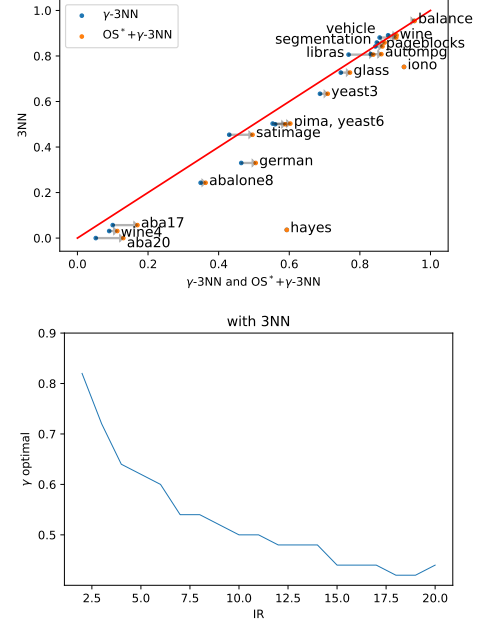 1.0
0.8
0.6
0.4
0.2
0.0
3NN
γ-3NN
OS*+γ-3NN
balance
vehicle
wine
segmentation
pageblocks
libras
autompg
iono
glass
yeast3
pima, yeast6
satimage
german
abalone8
aba17
wine4
aba20
hayes
0.0 0.2 0.4 0.6 0.8 1.0
γ-3NN and OS*+γ-3NN
with 3NN
0.9
0.8
0.7
0.6
0.5
γ optimal
2.5 5.0 7.5 10.0 12.5 15.0 17.5 20.0
IR